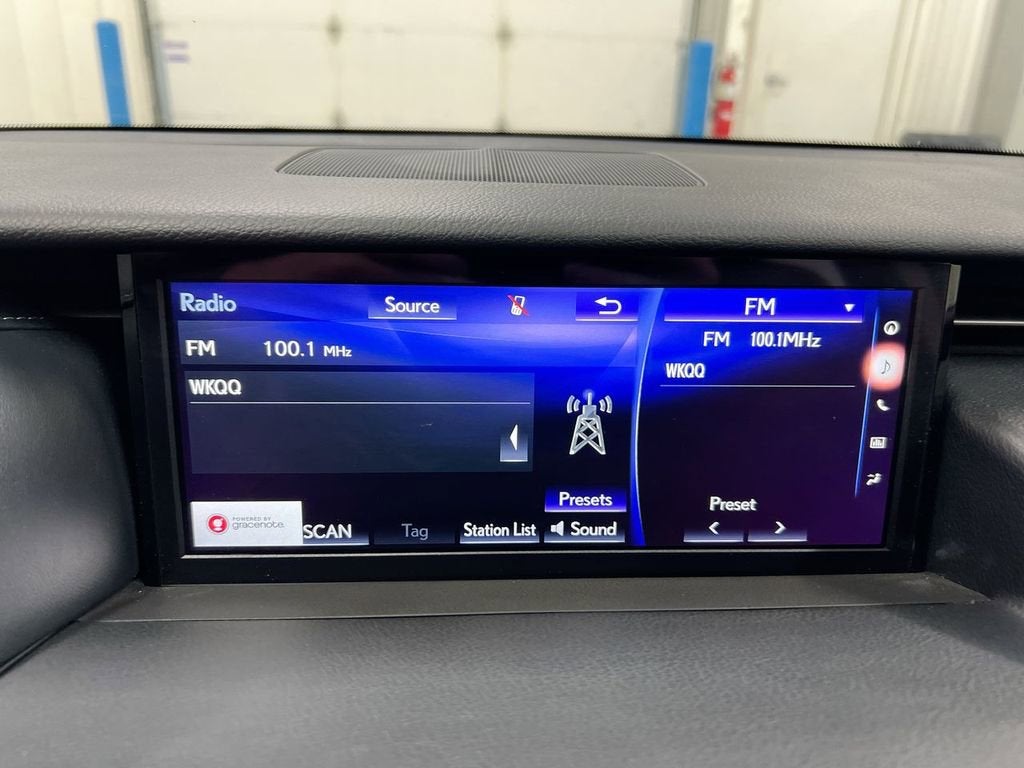 Radio
Source
FM 100.1 MHz
WKQQ
POWERED BY
gracenote.
SCAN
Tag
Station List
Presets
Sound
FM
FM 100.1MHz
WKQQ
Preset
< >